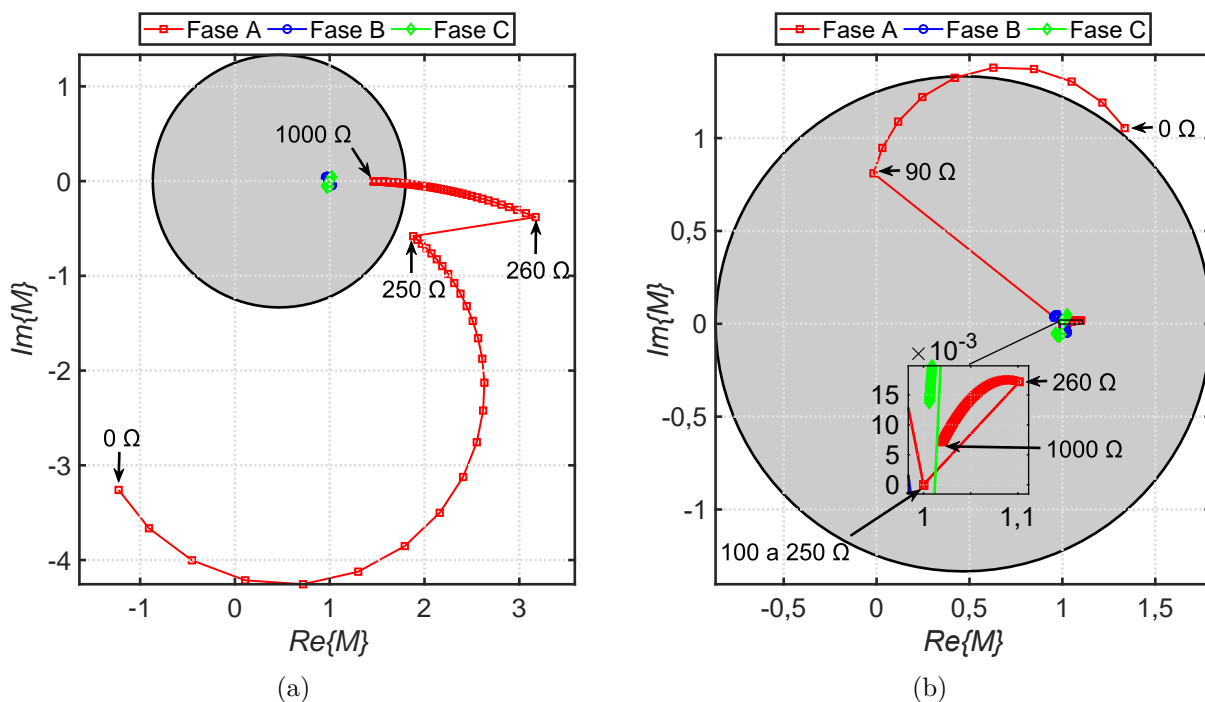 Fase A Fase B Fase C
1
0
-1
-2
-3
-4
-1 0 1 2 3
Im{M}
Re{M}
1000 Ω
260 Ω
250 Ω
0 Ω
(a)
Fase A Fase B Fase C
1
0,5
0
-0,5
-1
-0,5 0 0,5 1 1,5
Im{M}
Re{M}
0 Ω
90 Ω
×10⁻³
15
10
5
0
1 1,1
260 Ω
1000 Ω
100 a 250 Ω
(b)